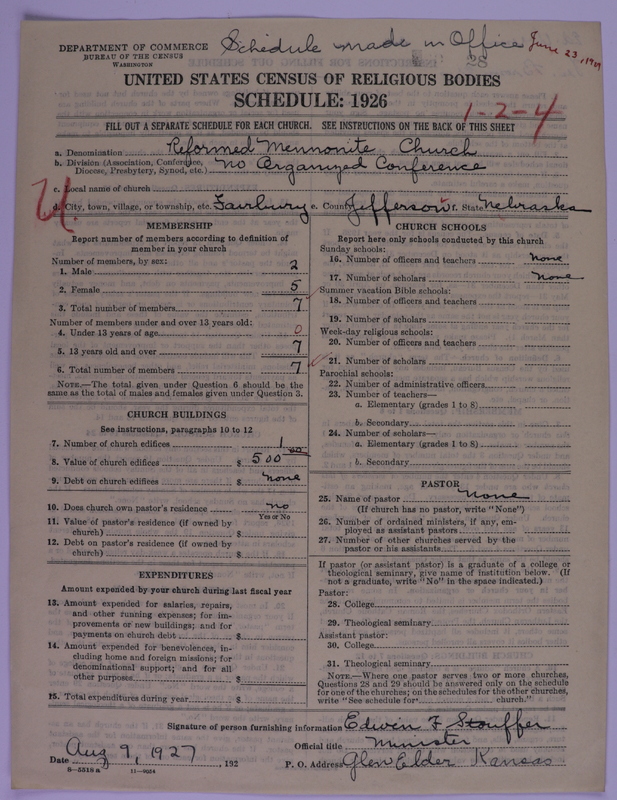 DEPARTMENT OF COMMERCE
BUREAU OF THE CENSUS
WASHINGTON
Schedule made in Office June 23, 1929
28
UNITED STATES CENSUS OF RELIGIOUS BODIES
SCHEDULE: 1926
1-2-4
FILL OUT A SEPARATE SCHEDULE FOR EACH CHURCH. SEE INSTRUCTIONS ON THE BACK OF THIS SHEET
a. Denomination Reformed Mennonite Church
b. Division (Association, Conference, Diocese, Presbytery, Synod, etc.) No Organized Conference
c. Local name of church
d. City, town, village, or township, etc. Fairbury e. County Jefferson f. State Nebraska
MEMBERSHIP
Report number of members according to definition of member in your church
Number of members, by sex:
1. Male 2
2. Female 5
3. Total number of members 7
Number of members under and over 13 years old:
4. Under 13 years of age 0
5. 13 years old and over 7
6. Total number of members 7
NOTE.—The total given under Question 6 should be the same as the total of males and females given under Question 3.
CHURCH BUILDINGS
See instructions, paragraphs 10 to 12
7. Number of church edifices 1
8. Value of church edifices $ 500 00
9. Debt on church edifices $ none
10. Does church own pastor's residence no
Yes or No
11. Value of pastor's residence (if owned by church) $
12. Debt on pastor's residence (if owned by church) $
EXPENDITURES
Amount expended by your church during last fiscal year
13. Amount expended for salaries, repairs, and other running expenses; for improvements or new buildings; and for payments on church debt $
14. Amount expended for benevolences, including home and foreign missions; for denominational support; and for all other purposes $
15. Total expenditures during year $
CHURCH SCHOOLS
Report here only schools conducted by this church
Sunday schools:
16. Number of officers and teachers none
17. Number of scholars none
Summer vacation Bible schools:
18. Number of officers and teachers
19. Number of scholars
Week-day religious schools:
20. Number of officers and teachers
21. Number of scholars
Parochial schools:
22. Number of administrative officers
23. Number of teachers—
a. Elementary (grades 1 to 8)
b. Secondary
24. Number of scholars—
a. Elementary (grades 1 to 8)
b. Secondary
PASTOR
25. Name of pastor None
(If church has no pastor, write "None")
26. Number of ordained ministers, if any, employed as assistant pastors
27. Number of other churches served by the pastor or his assistants
If pastor (or assistant pastor) is a graduate of a college or theological seminary, give name of institution below. (If not a graduate, write "No" in the space indicated.)
Pastor:
28. College
29. Theological seminary
Assistant pastor:
30. College
31. Theological seminary
NOTE.—Where one pastor serves two or more churches, Questions 28 and 29 should be answered only on the schedule for one of the churches; on the schedules for the other churches, write "See schedule for church."
Signature of person furnishing information Edwin F Stouffer
Official title Minister
Date Aug 9, 1927, 192
P. O. Address Glen Elder Kansas
8—5518 a 11—9054